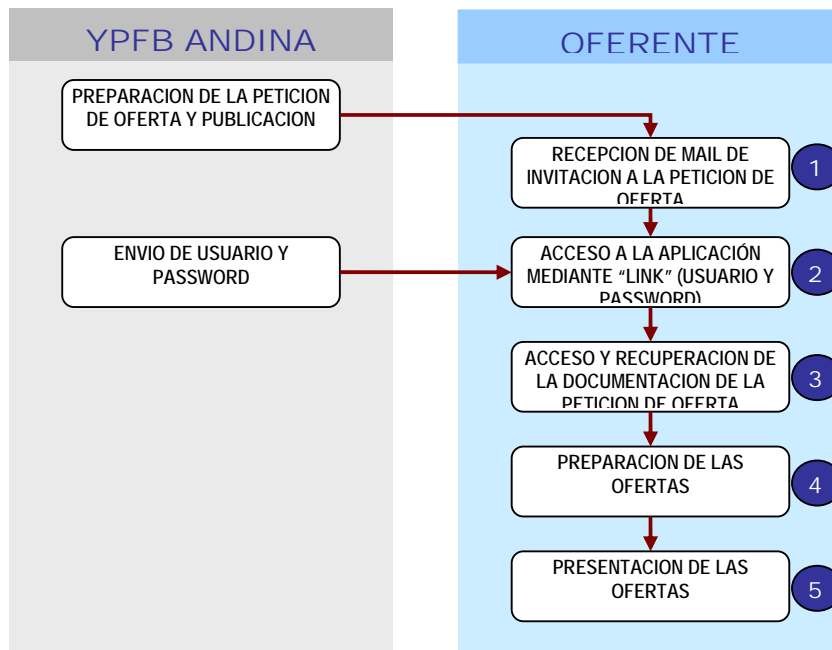 YPFB ANDINA
PREPARACION DE LA PETICION
DE OFERTA Y PUBLICACION
ENVIO DE USUARIO Y
PASSWORD
OFERENTE
RECEPCION DE MAIL DE
INVITACION A LA PETICION DE
OFERTA
1
ACCESO A LA APLICACIÓN
MEDIANTE “LINK” (USUARIO Y
PASSWORD)
2
ACCESO Y RECUPERACION DE
LA DOCUMENTACION DE LA
PETICION DE OFERTA
3
PREPARACION DE LAS
OFERTAS
4
PRESENTACION DE LAS
OFERTAS
5